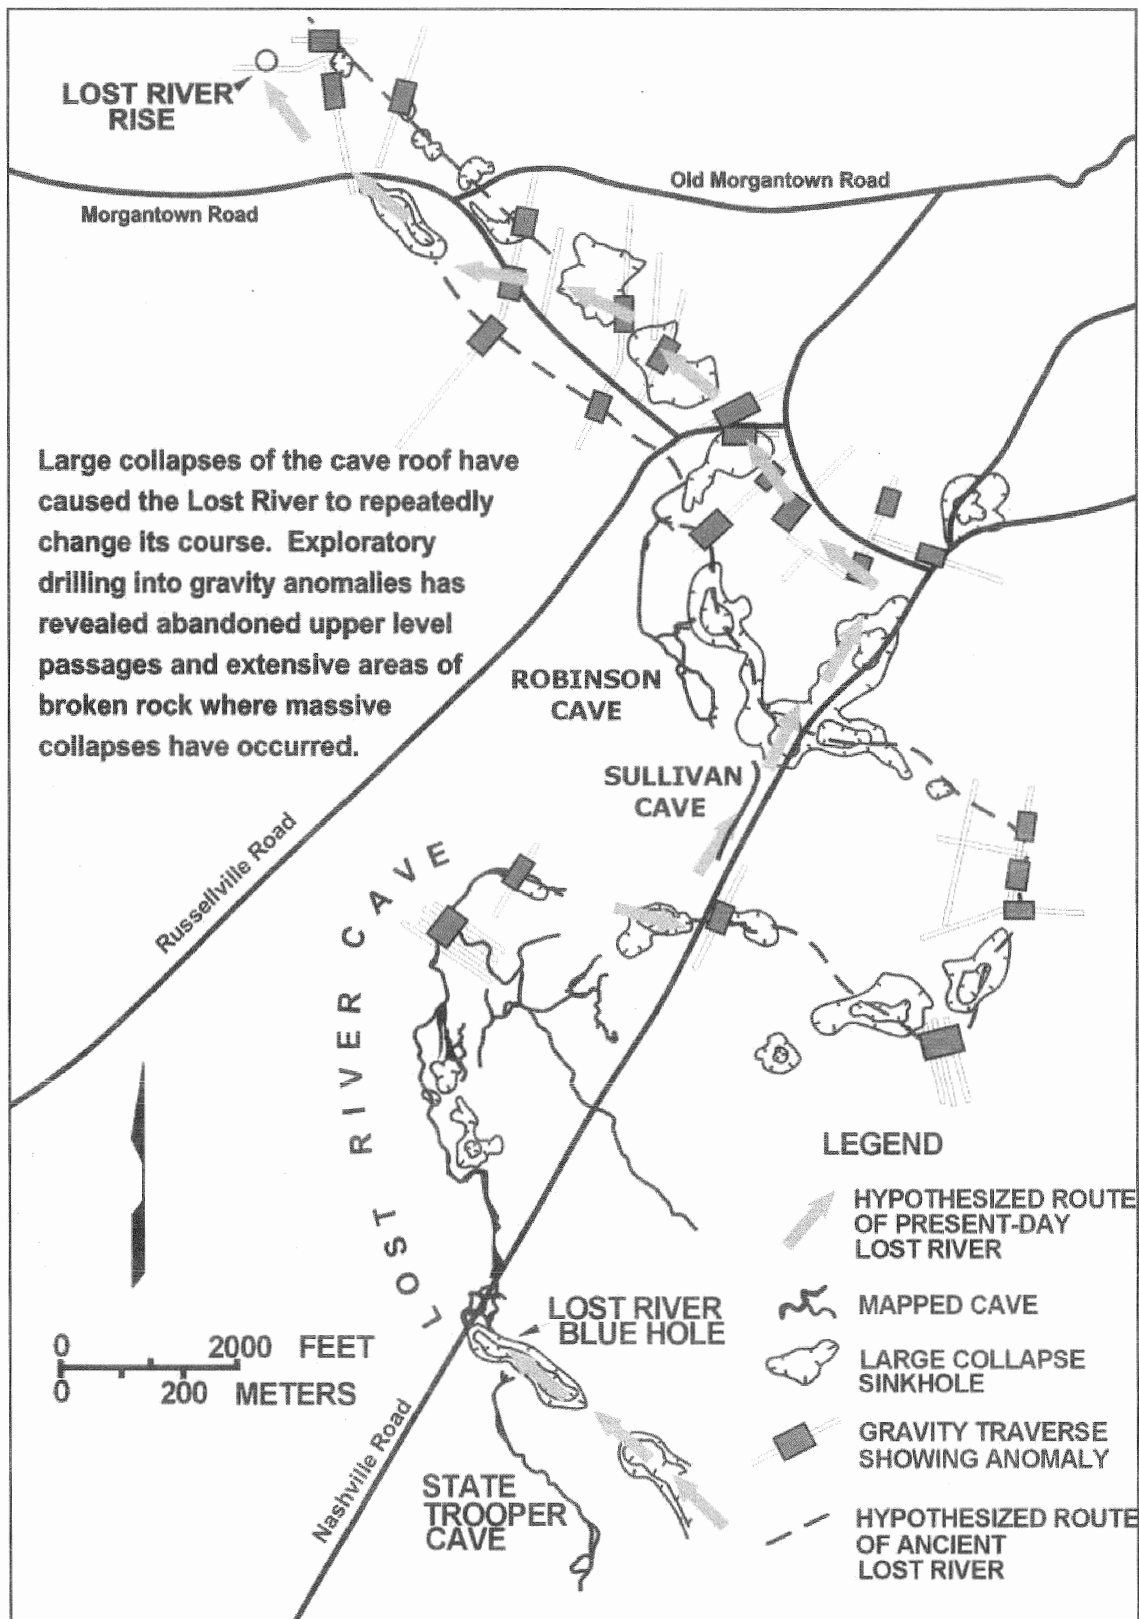 LOST RIVER
RISE
Old Morgantown Road
Morgantown Road
Large collapses of the cave roof have
caused the Lost River to repeatedly
change its course. Exploratory
drilling into gravity anomalies has
revealed abandoned upper level
passages and extensive areas of
broken rock where massive
collapses have occurred.
ROBINSON
CAVE
SULLIVAN
CAVE
Russellville Road
LOST RIVER CAVE
LEGEND
HYPOTHESIZED ROUTE
OF PRESENT-DAY
LOST RIVER
MAPPED CAVE
LARGE COLLAPSE
SINKHOLE
GRAVITY TRAVERSE
SHOWING ANOMALY
HYPOTHESIZED ROUTE
OF ANCIENT
LOST RIVER
LOST RIVER
BLUE HOLE
0 2000 FEET
0 200 METERS
Nashville Road
STATE
TROOPER
CAVE